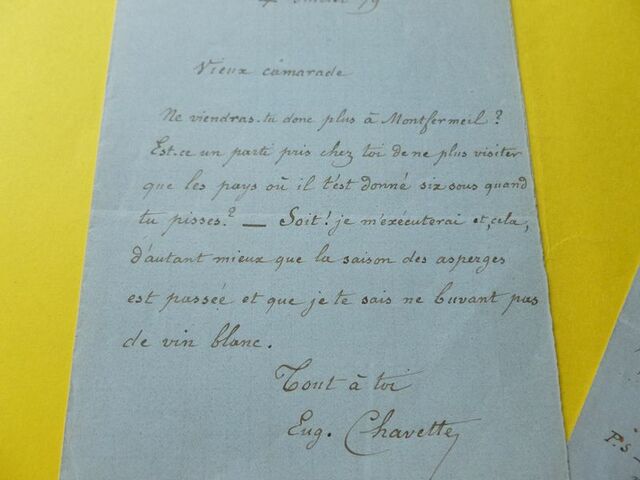 Vieux camarade
Ne viendras-tu donc plus à Montfermeil?
Est-ce un parti pris chez toi de ne plus visiter
que les pays où il t'est donné six sous quand
tu pisses? — Soit! je m'exécuterai et, cela,
d'autant mieux que la saison des asperges
est passée et que je te sais ne buvant pas
de vin blanc.
Tout à toi
Eug. Chavette
P.S